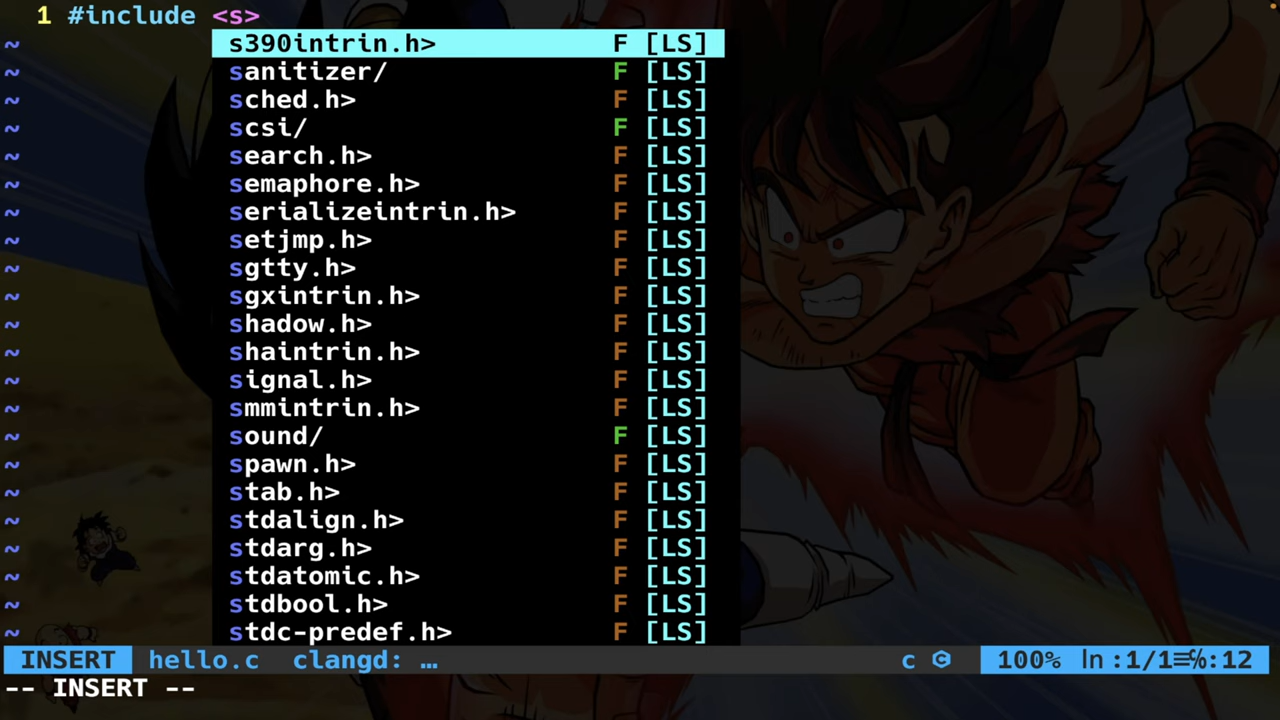 1 #include <s>
~ s390intrin.h> F [LS]
~ sanitizer/ F [LS]
~ sched.h> F [LS]
~ scsi/ F [LS]
~ search.h> F [LS]
~ semaphore.h> F [LS]
~ serializeintrin.h> F [LS]
~ setjmp.h> F [LS]
~ sgtty.h> F [LS]
~ sgxintrin.h> F [LS]
~ shadow.h> F [LS]
~ shaintrin.h> F [LS]
~ signal.h> F [LS]
~ smmintrin.h> F [LS]
~ sound/ F [LS]
~ spawn.h> F [LS]
~ stab.h> F [LS]
~ stdalign.h> F [LS]
~ stdarg.h> F [LS]
~ stdatomic.h> F [LS]
~ stdbool.h> F [LS]
~ stdc-predef.h> F [LS]
INSERT hello.c clangd: … c 100% ln :1/1≡℅:12
-- INSERT --